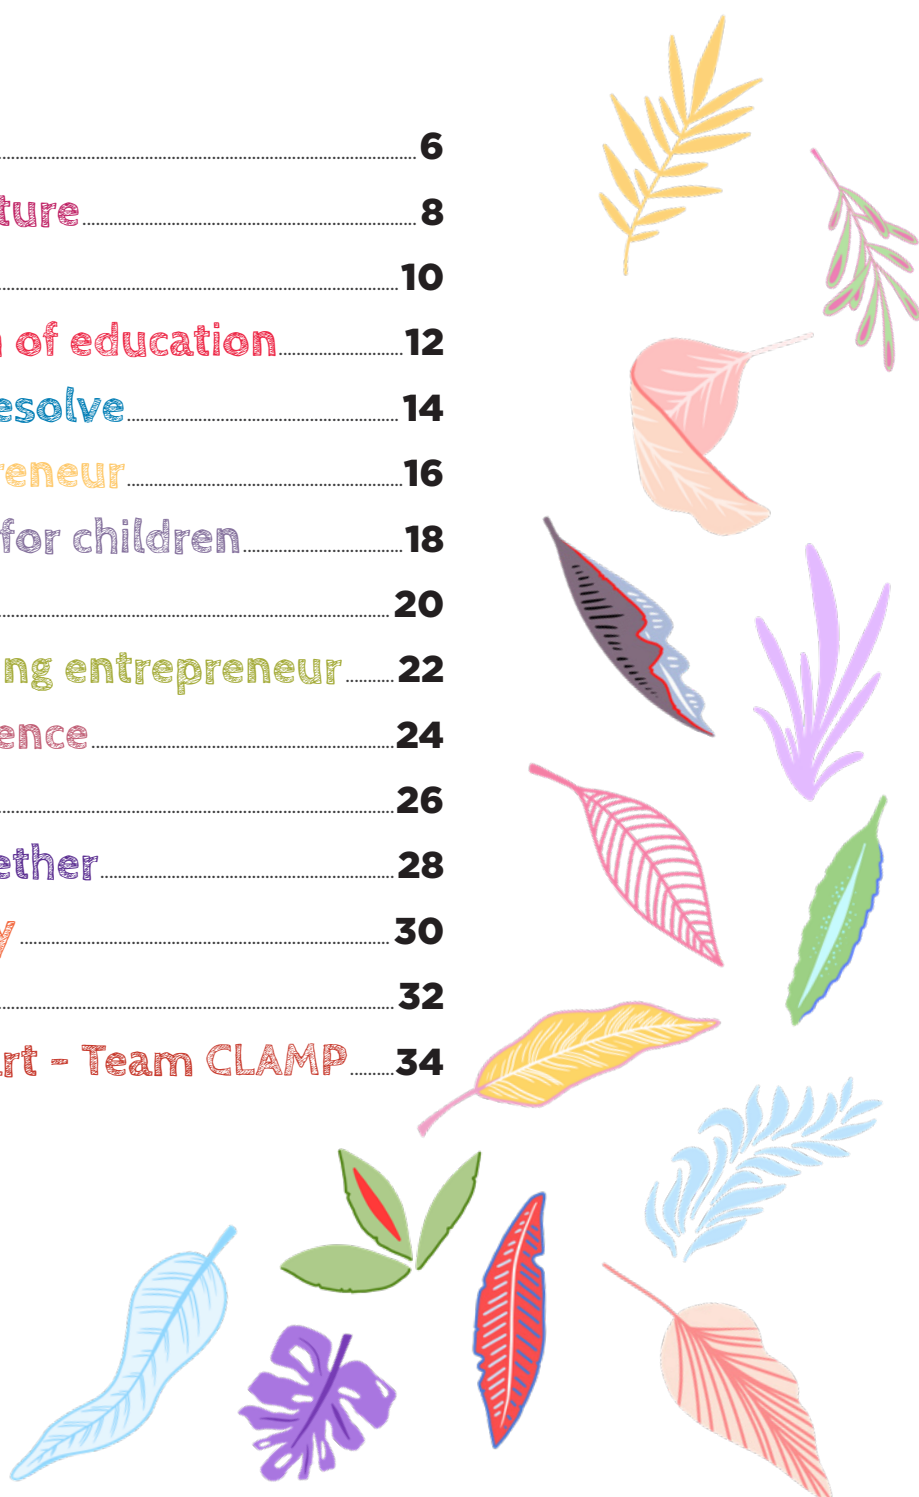 6
ture 8
10
n of education 12
esolve 14
reneur 16
for children 18
20
ng entrepreneur 22
ence 24
26
ether 28
y 30
32
art - Team CLAMP 34